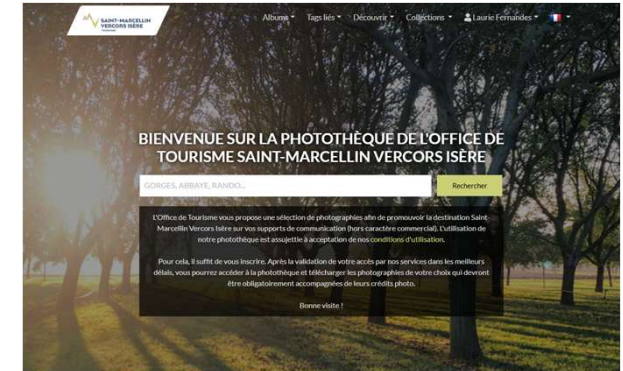 SAINT-MARCELLIN
VERCORS ISÈRE
Albums
Tags liés
Découvrir
Collections
Laurie Fernandes
BIENVENUE SUR LA PHOTOTHÈQUE DE L'OFFICE DE
TOURISME SAINT-MARCELLIN VERCORS ISÈRE
GORGES, ABBAYE, RANDO...
Rechercher
L'Office de Tourisme vous propose une sélection de photographies afin de promouvoir la destination Saint-
Marcellin Vercors Isère sur vos supports de communication (hors caractère commercial). L'utilisation de
notre photothèque est assujettie à acceptation de nos conditions d'utilisation.
Pour cela, il suffit de vous inscrire. Après la validation de votre accès par nos services dans les meilleurs
délais, vous pourrez accéder à la photothèque et télécharger les photographies de votre choix qui devront
être obligatoirement accompagnées de leurs crédits photo.
Bonne visite !